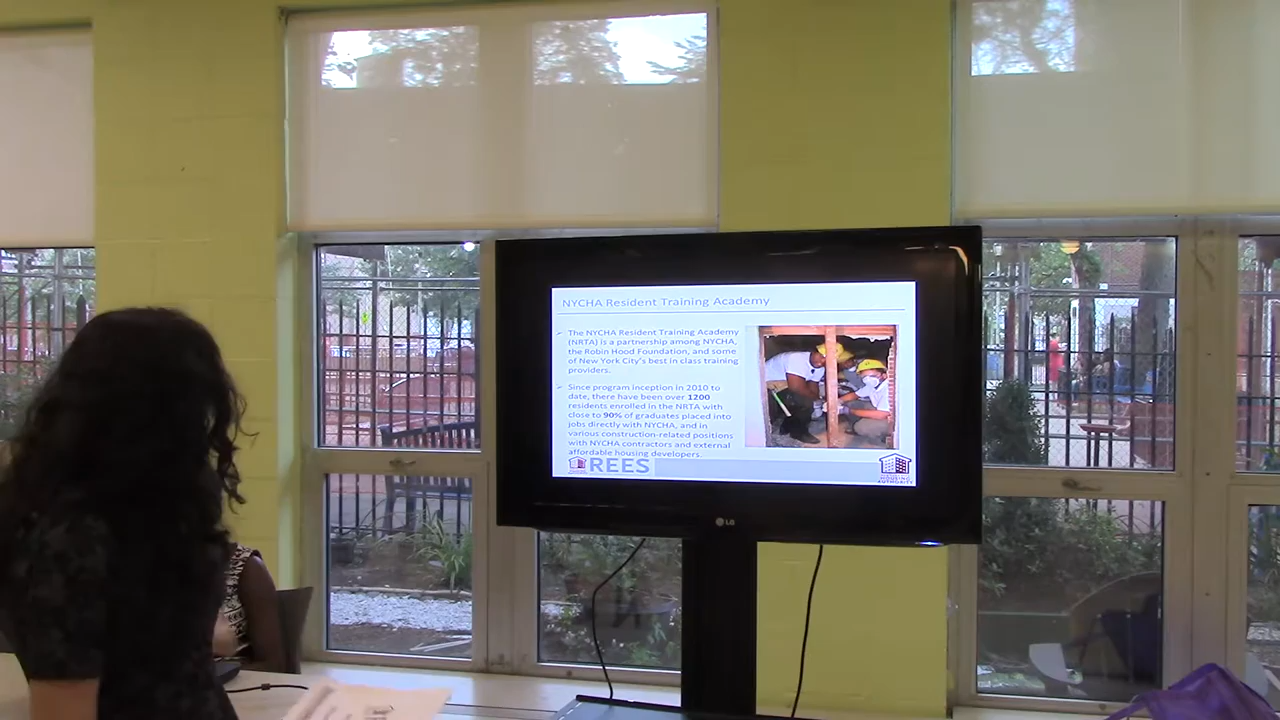 NYCHA Resident Training Academy
The NYCHA Resident Training Academy
(NRTA) is a partnership among NYCHA,
the Robin Hood Foundation, and some
of New York City's best in class training
providers.
Since program inception in 2010 to
date, there have been over 1200
residents enrolled in the NRTA with
close to 90% of graduates placed into
jobs directly with NYCHA, and in
various construction-related positions
with NYCHA contractors and external
affordable housing developers.
REES
HOUSING
AUTHORITY
LG